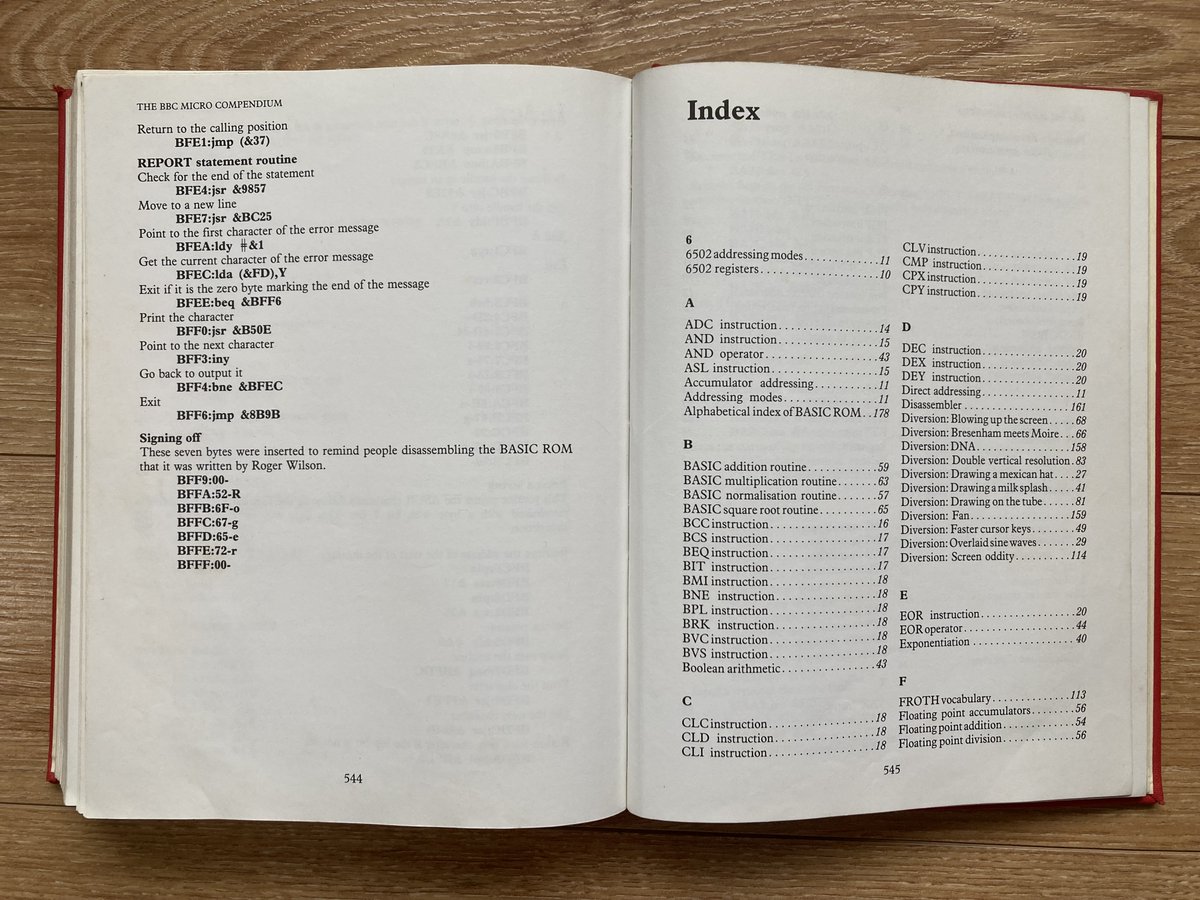 THE BBC MICRO COMPENDIUM
Return to the calling position
BFE1:jmp (&37)
REPORT statement routine
Check for the end of the statement
BFE4:jsr &9857
Move to a new line
BFE7:jsr &BC25
Point to the first character of the error message
BFEA:ldy #&1
Get the current character of the error message
BFEC:lda (&FD),Y
Exit if it is the zero byte marking the end of the message
BFEE:beq &BFF6
Print the character
BFF0:jsr &B50E
Point to the next character
BFF3:iny
Go back to output it
BFF4:bne &BFEC
Exit
BFF6:jmp &8B9B
Signing off
These seven bytes were inserted to remind people disassembling the BASIC ROM
that it was written by Roger Wilson.
BFF9:00-
BFFA:52-R
BFFB:6F-o
BFFC:67-g
BFFD:65-e
BFFE:72-r
BFFF:00-
544
Index
6
6502 addressing modes..............11
6502 registers..............10
A
ADC instruction..............14
AND instruction..............15
AND operator..............43
ASL instruction..............15
Accumulator addressing..............11
Addressing modes..............11
Alphabetical index of BASIC ROM..178
B
BASIC addition routine..............59
BASIC multiplication routine.......63
BASIC normalisation routine.......57
BASIC square root routine..........65
BCC instruction..............16
BCS instruction..............17
BEQ instruction..............17
BIT instruction..............17
BMI instruction..............18
BNE instruction..............18
BPL instruction..............18
BRK instruction..............18
BVC instruction..............18
BVS instruction..............18
Boolean arithmetic..............43
C
CLC instruction..............18
CLD instruction..............18
CLI instruction..............18
CLV instruction..............19
CMP instruction..............19
CPX instruction..............19
CPY instruction..............19
D
DEC instruction..............20
DEX instruction..............20
DEY instruction..............20
Direct addressing..............11
Disassembler..............161
Diversion: Blowing up the screen.....68
Diversion: Bresenham meets Moire...66
Diversion: DNA..............158
Diversion: Double vertical resolution.83
Diversion: Drawing a mexican hat....27
Diversion: Drawing a milk splash.....41
Diversion: Drawing on the tube......81
Diversion: Fan..............159
Diversion: Faster cursor keys........49
Diversion: Overlaid sine waves.......29
Diversion: Screen oddity..........114
E
EOR instruction..............20
EOR operator..............44
Exponentiation..............40
F
FROTH vocabulary..............113
Floating point accumulators.......56
Floating point addition............54
Floating point division............56
545